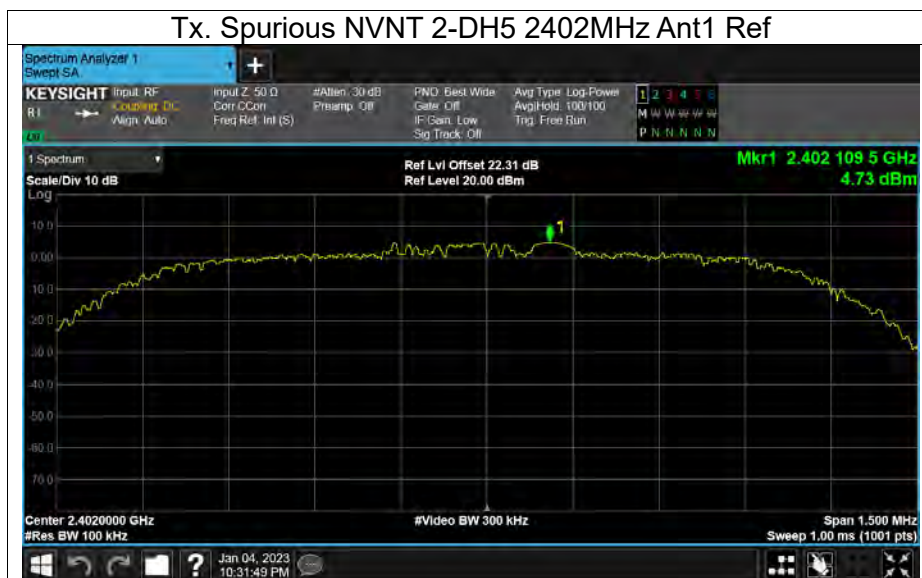 Tx. Spurious NVNT 2-DH5 2402MHz Ant1 Ref
Spectrum Analyzer 1
Swept SA
+
KEYSIGHT Input: RF
R L
Coupling: DC
Align: Auto
Input Z: 50 Ω
Corr CCorr
Freq Ref: Int (S)
#Atten: 30 dB
Preamp: Off
PNO: Best Wide
Gate: Off
IF Gain: Low
Sig Track: Off
Avg Type: Log-Power
Avg|Hold: 100/100
Trig: Free Run
1 2 3 4 5 6
M W W W W W
P N N N N N
1 Spectrum
Scale/Div 10 dB
Log
Ref Lvl Offset 22.31 dB
Ref Level 20.00 dBm
Mkr1 2.402 109 5 GHz
4.73 dBm
10.0
0.00
-10.0
-20.0
-30.0
-40.0
-50.0
-60.0
-70.0
1
Center 2.4020000 GHz
#Res BW 100 kHz
#Video BW 300 kHz
Span 1.500 MHz
Sweep 1.00 ms (1001 pts)
?
Jan 04, 2023
10:31:49 PM